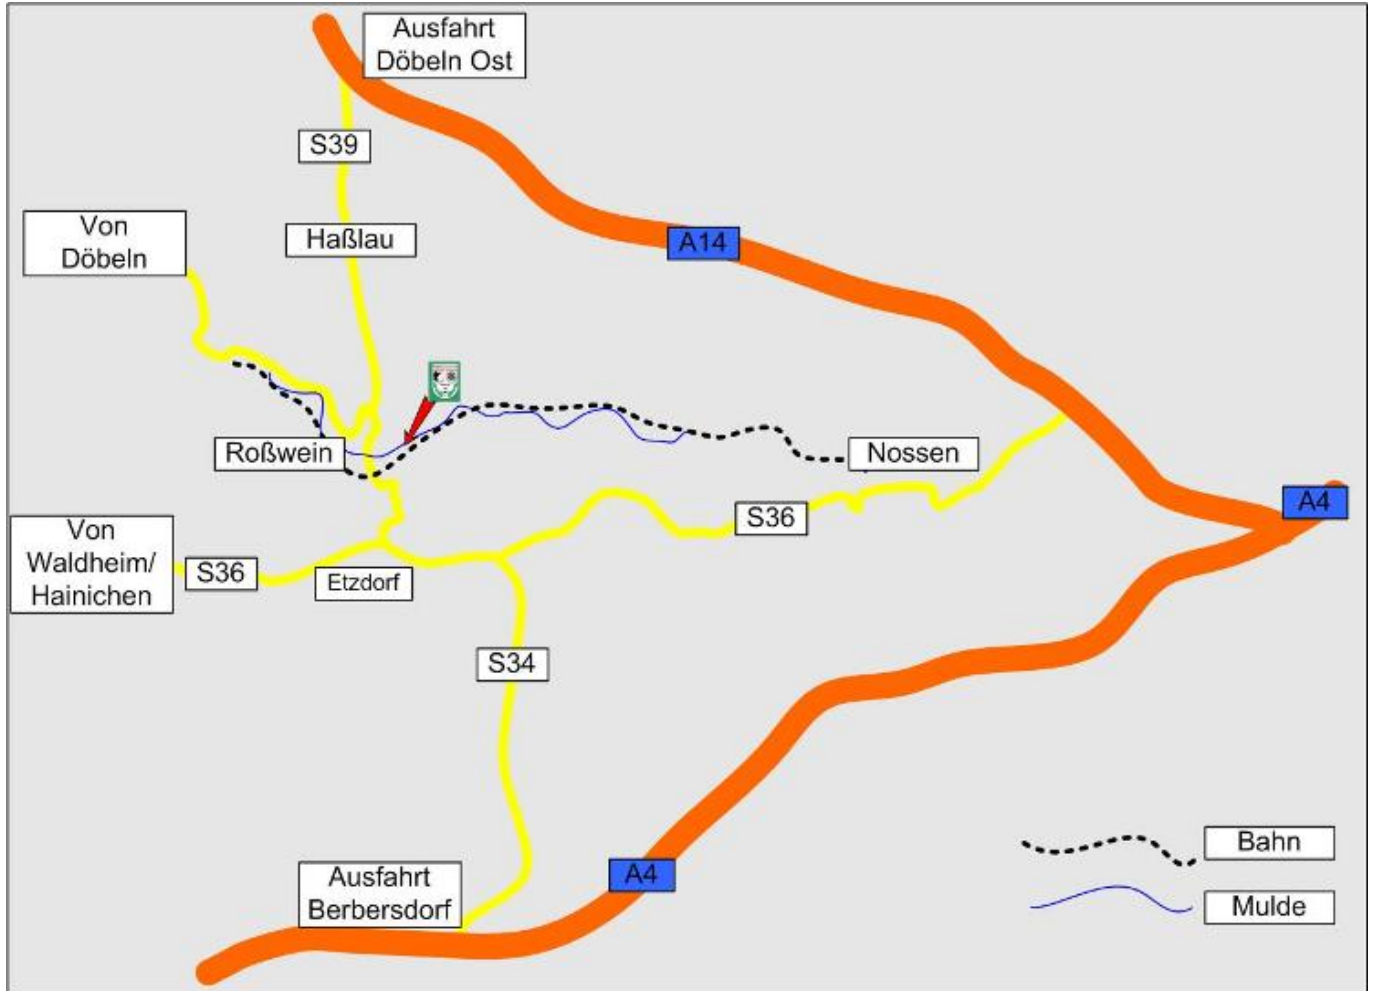 Ausfahrt
Döbeln Ost
S39
Von
Döbeln
Haßlau
A14
Roßwein
Nossen
A4
S36
Von
Waldheim/
Hainichen
S36
Etzdorf
S34
Ausfahrt
Berbersdorf
A4
Bahn
Mulde